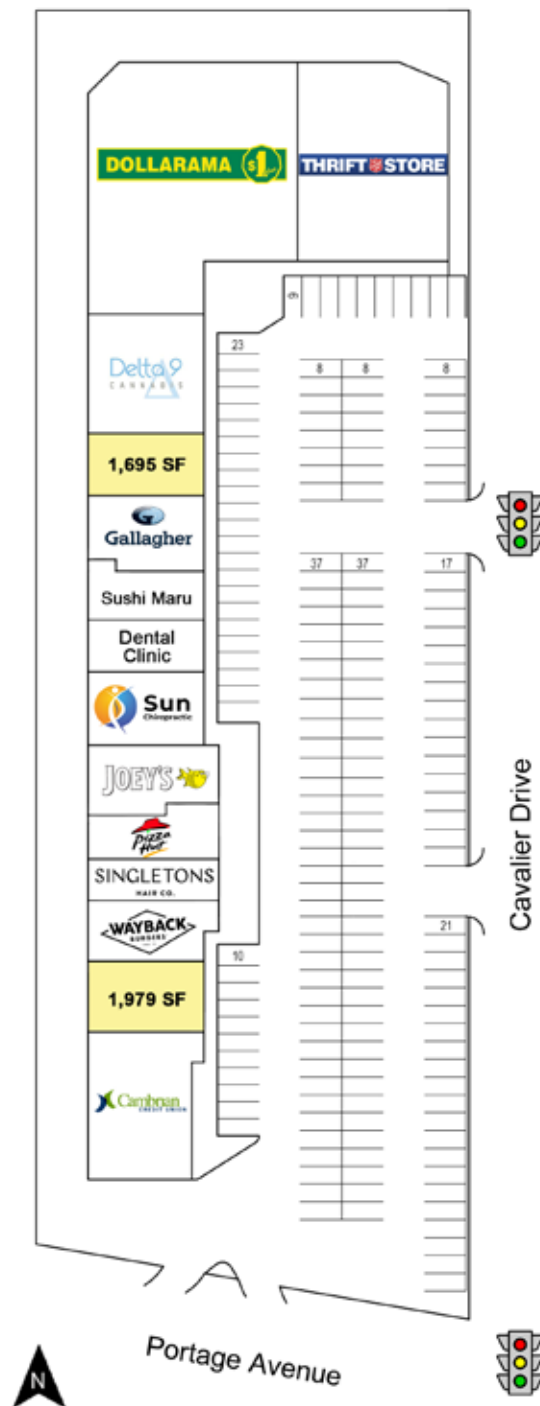 DOLLARAMA $1
THRIFT STORE
9
23
8 8 8
Delta 9
CANNABIS
1,695 SF
Gallagher
37 37 17
Sushi Maru
Dental
Clinic
Sun
Chiropractic
JOEY'S
Pizza
Hut
SINGLETONS
HAIR CO.
WAYBACK
BURGERS
21
10
1,979 SF
Cambrian
CREDIT UNION
Cavalier Drive
Portage Avenue
N